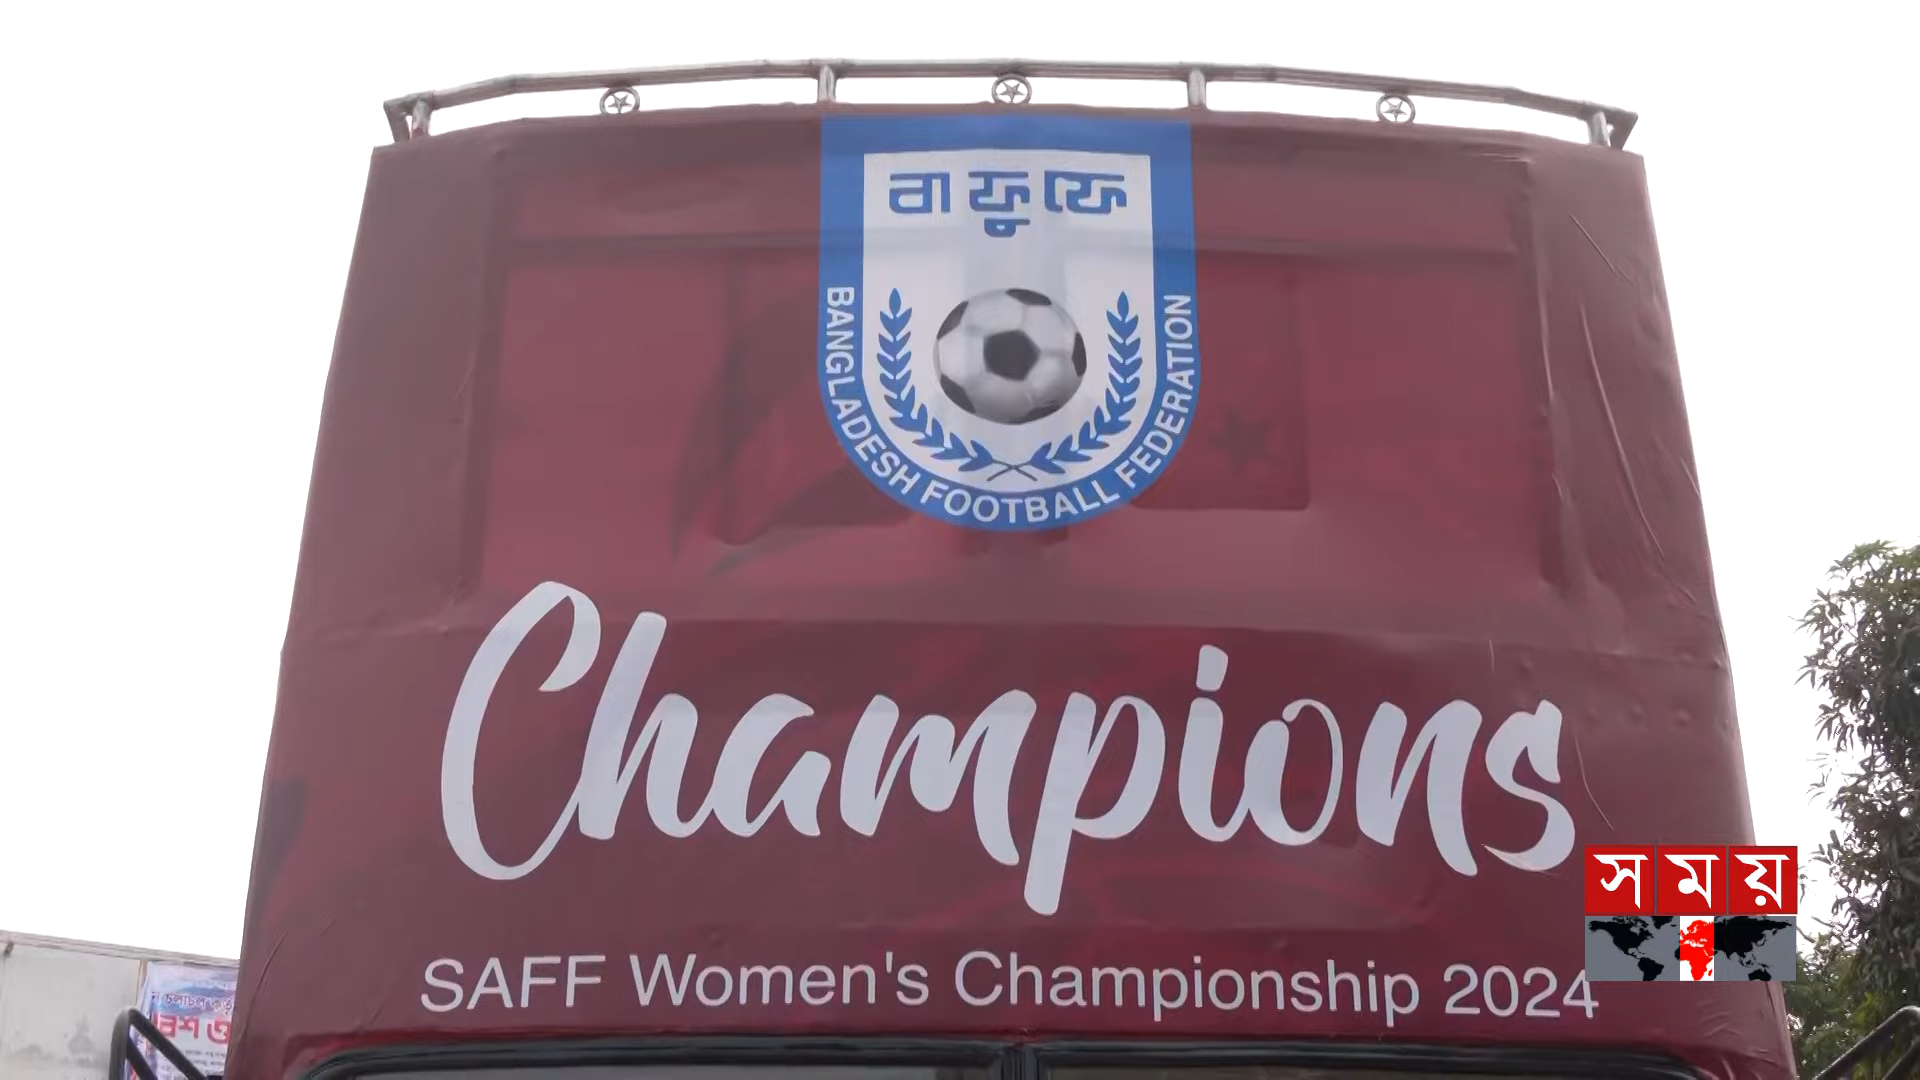 বাফুফে
BANGLADESH FOOTBALL FEDERATION
Champions
SAFF Women's Championship 2024
সময়